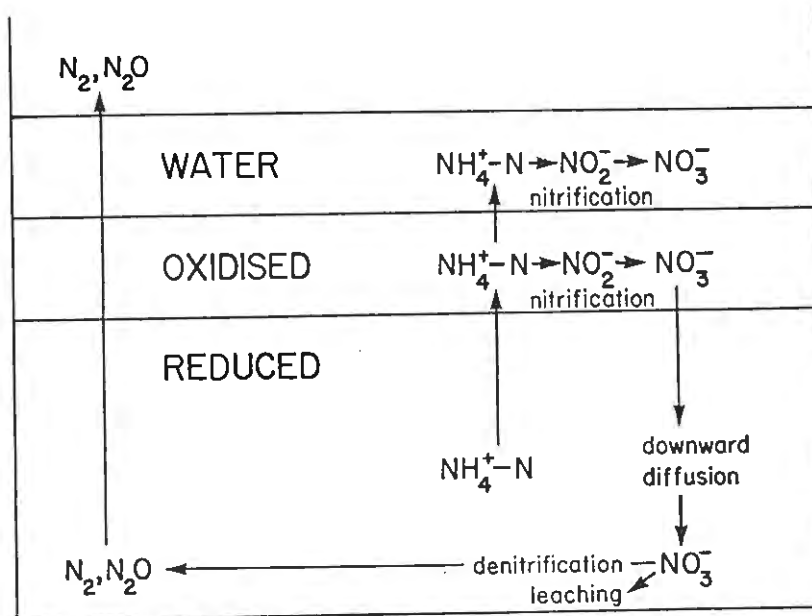 N₂,N₂O
WATER
NH₄⁺–N→NO₂⁻→NO₃⁻
nitrification
OXIDISED
NH₄⁺–N→NO₂⁻→NO₃⁻
nitrification
REDUCED
NH₄⁺–N
downward
diffusion
N₂,N₂O
denitrification
NO₃⁻
leaching